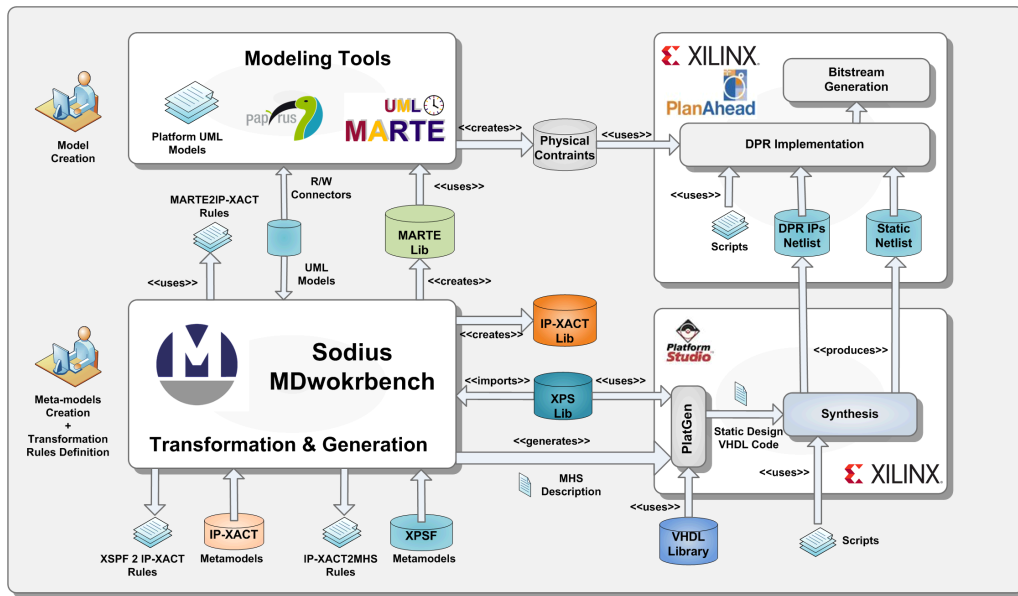 Modeling Tools
Platform UML
Models
papyrus
UML
MARTE
Model
Creation
<<creates>>
Physical
Contraints
<<uses>>
XILINX®
PlanAhead
Bitstream
Generation
DPR Implementation
<<uses>>
Scripts
DPR IPs
Netlist
Static
Netlist
MARTE2IP-XACT
Rules
R/W
Connectors
<<uses>>
MARTE
Lib
UML
Models
<<uses>>
<<creates>>
M
Sodius
MDwokrbench
Transformation & Generation
Meta-models
Creation
+
Transformation
Rules Definition
<<creates>>
IP-XACT
Lib
<<imports>>
XPS
Lib
<<uses>>
<<generates>>
MHS
Description
Platform
Studio™
<<produces>>
PlatGen
Static Design
VHDL Code
Synthesis
<<uses>>
XILINX®
<<uses>>
VHDL
Library
Scripts
XSPF 2 IP-XACT
Rules
IP-XACT
Metamodels
IP-XACT2MHS
Rules
XPSF
Metamodels